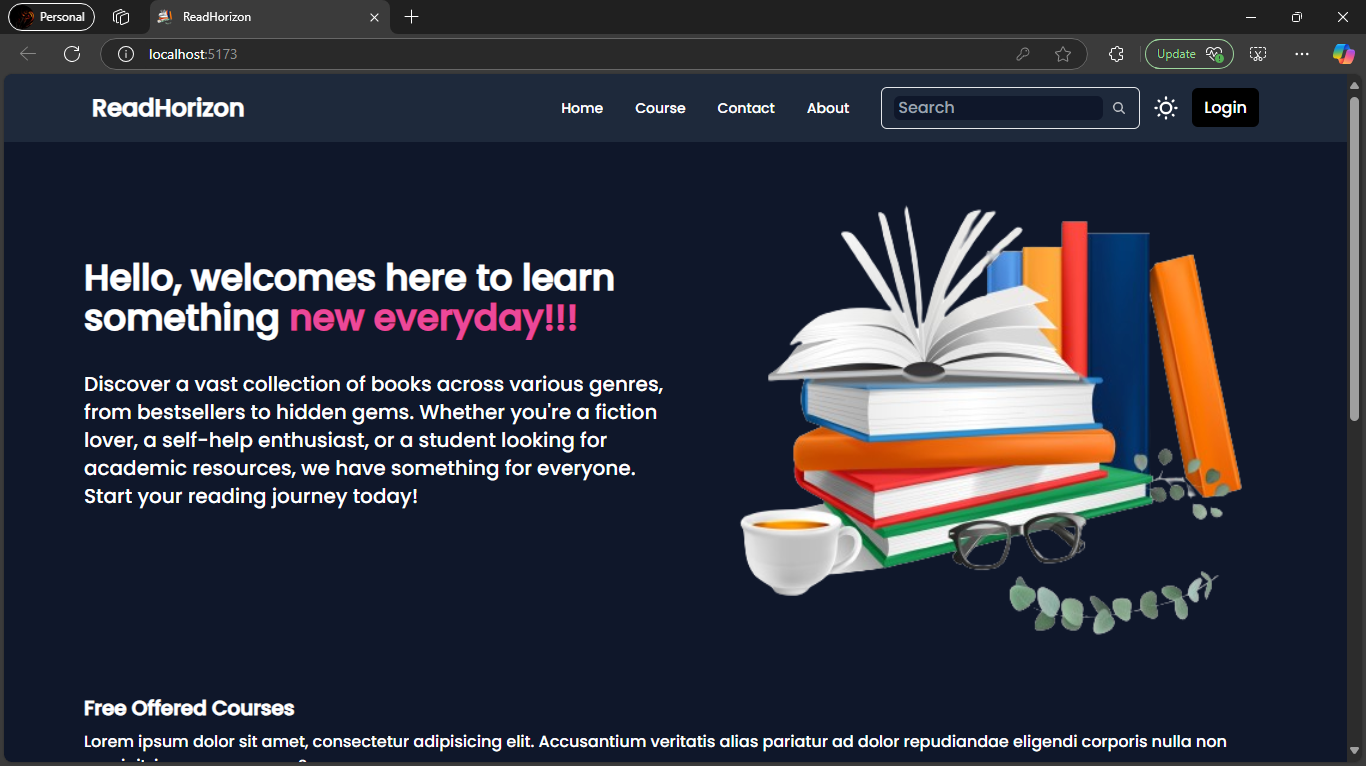 Personal
ReadHorizon
localhost:5173
Update
ReadHorizon
Home Course Contact About Search Login
Hello, welcomes here to learn
something new everyday!!!
Discover a vast collection of books across various genres,
from bestsellers to hidden gems. Whether you're a fiction
lover, a self-help enthusiast, or a student looking for
academic resources, we have something for everyone.
Start your reading journey today!
Free Offered Courses
Lorem ipsum dolor sit amet, consectetur adipisicing elit. Accusantium veritatis alias pariatur ad dolor repudiandae eligendi corporis nulla non